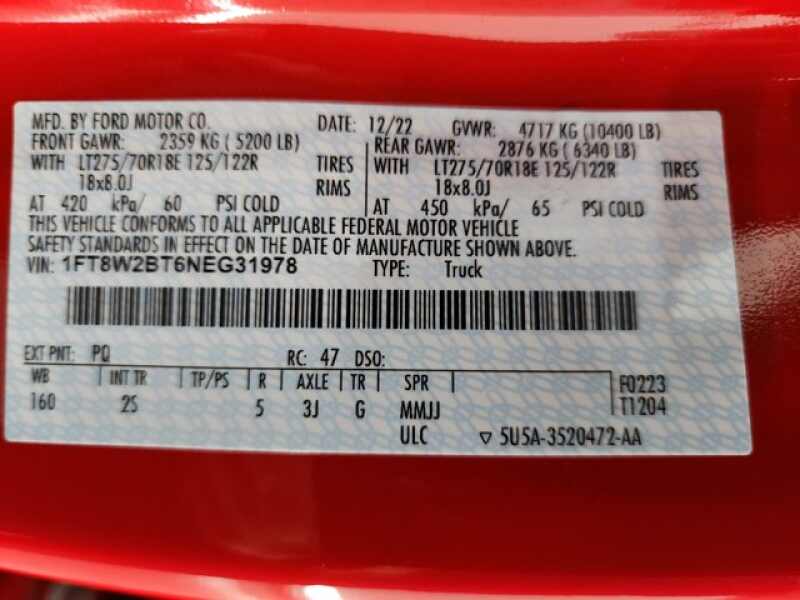 MFD. BY FORD MOTOR CO. DATE: 12/22 GVWR: 4717 KG (10400 LB)
FRONT GAWR: 2359 KG ( 5200 LB) REAR GAWR: 2876 KG ( 6340 LB)
WITH LT275/70R18E 125/122R TIRES WITH LT275/70R18E 125/122R TIRES
18x8.0J RIMS 18x8.0J RIMS
AT 420 kPa/ 60 PSI COLD AT 450 kPa/ 65 PSI COLD
THIS VEHICLE CONFORMS TO ALL APPLICABLE FEDERAL MOTOR VEHICLE
SAFETY STANDARDS IN EFFECT ON THE DATE OF MANUFACTURE SHOWN ABOVE.
VIN: 1FT8W2BT6NEG31978 TYPE: Truck
EXT PNT: PQ RC: 47 DSO:
WB INT TR TP/PS R AXLE TR SPR F0223
160 2S 5 3J G MMJJ T1204
ULC ▽ 5U5A-3520472-AA